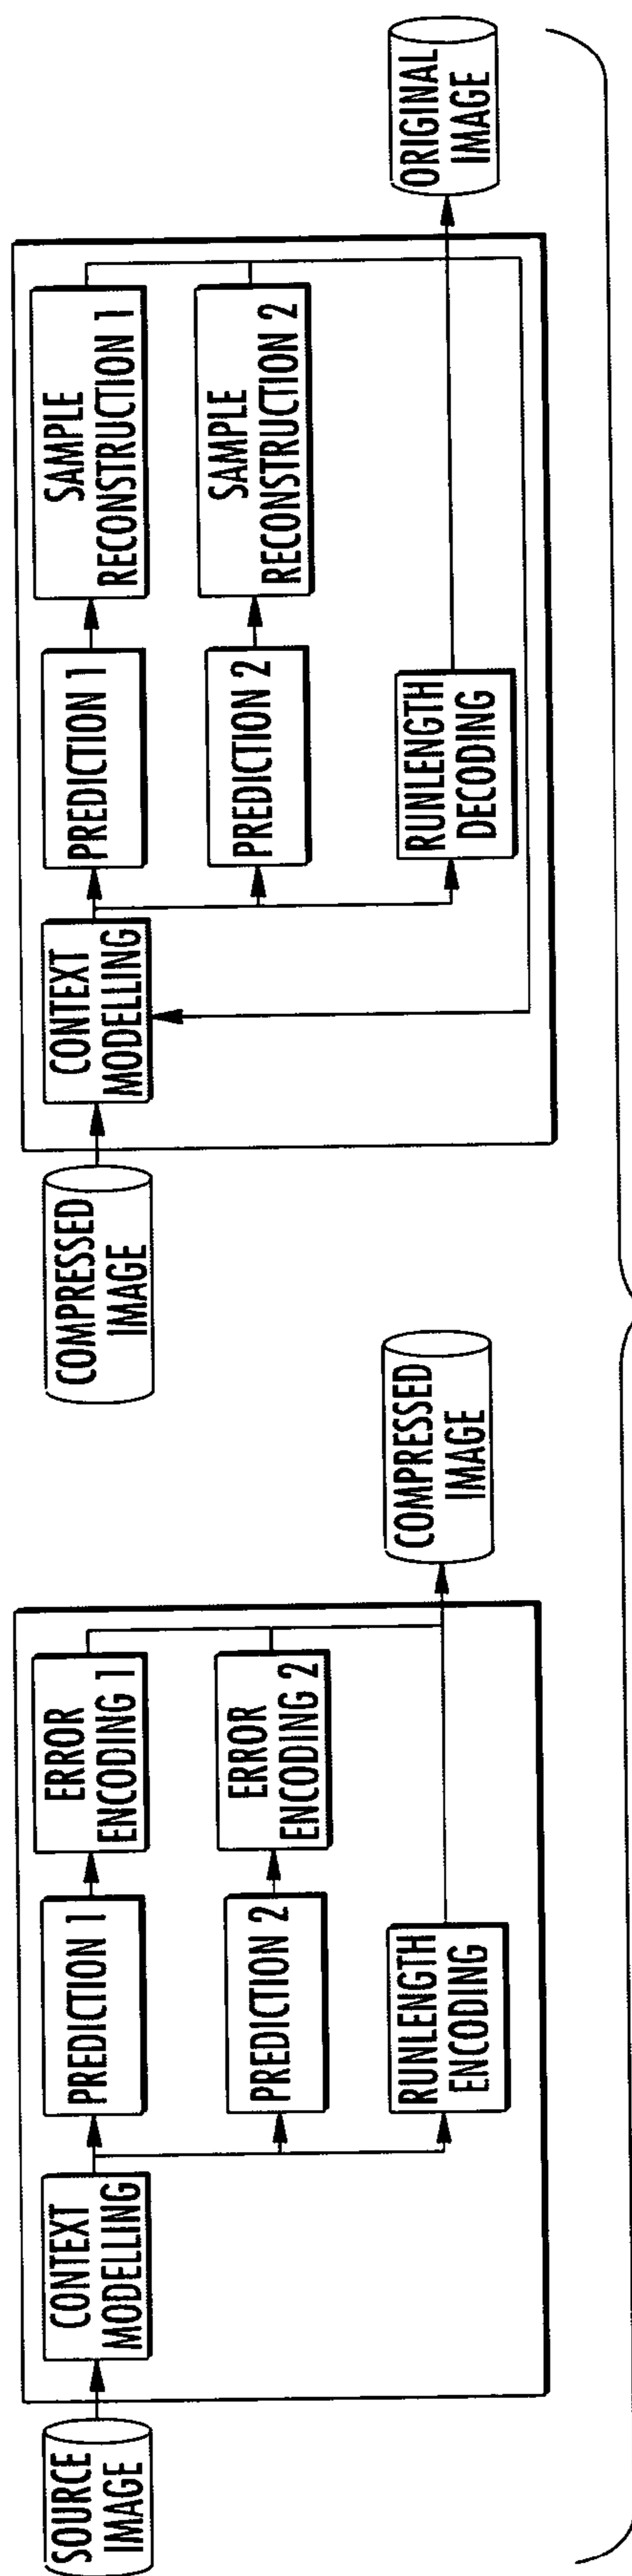 SOURCE
IMAGE
CONTEXT
MODELLING
PREDICTION 1
ERROR
ENCODING 1
PREDICTION 2
ERROR
ENCODING 2
RUNLENGTH
ENCODING
COMPRESSED
IMAGE
COMPRESSED
IMAGE
CONTEXT
MODELLING
PREDICTION 1
SAMPLE
RECONSTRUCTION 1
PREDICTION 2
SAMPLE
RECONSTRUCTION 2
RUNLENGTH
DECODING
ORIGINAL
IMAGE